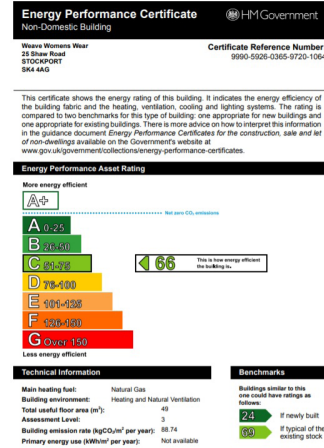 Energy Performance Certificate
HM Government
Non-Domestic Building
Weave Womens Wear
25 Shaw Road
STOCKPORT
SK4 4AG
Certificate Reference Number
9990-5926-0365-9720-1064
This certificate shows the energy rating of this building. It indicates the energy efficiency of
the building fabric and the heating, ventilation, cooling and lighting systems. The rating is
compared to two benchmarks for this type of building: one appropriate for new buildings and
one appropriate for existing buildings. There is more advice on how to interpret this information
in the guidance document Energy Performance Certificates for the construction, sale and let
of non-dwellings available on the Government's website at
www.gov.uk/government/collections/energy-performance-certificates.
Energy Performance Asset Rating
More energy efficient
A+
Net zero CO₂ emissions
A 0-25
B 26-50
C 51-75
66
This is how energy efficient
the building is.
D 76-100
E 101-125
F 126-150
G Over 150
Less energy efficient
Technical Information
Main heating fuel: Natural Gas
Building environment: Heating and Natural Ventilation
Total useful floor area (m²): 49
Assessment Level: 3
Building emission rate (kgCO₂/m² per year): 88.74
Primary energy use (kWh/m² per year): Not available
Benchmarks
Buildings similar to this
one could have ratings as
follows:
24 If newly built
69 If typical of the
existing stock